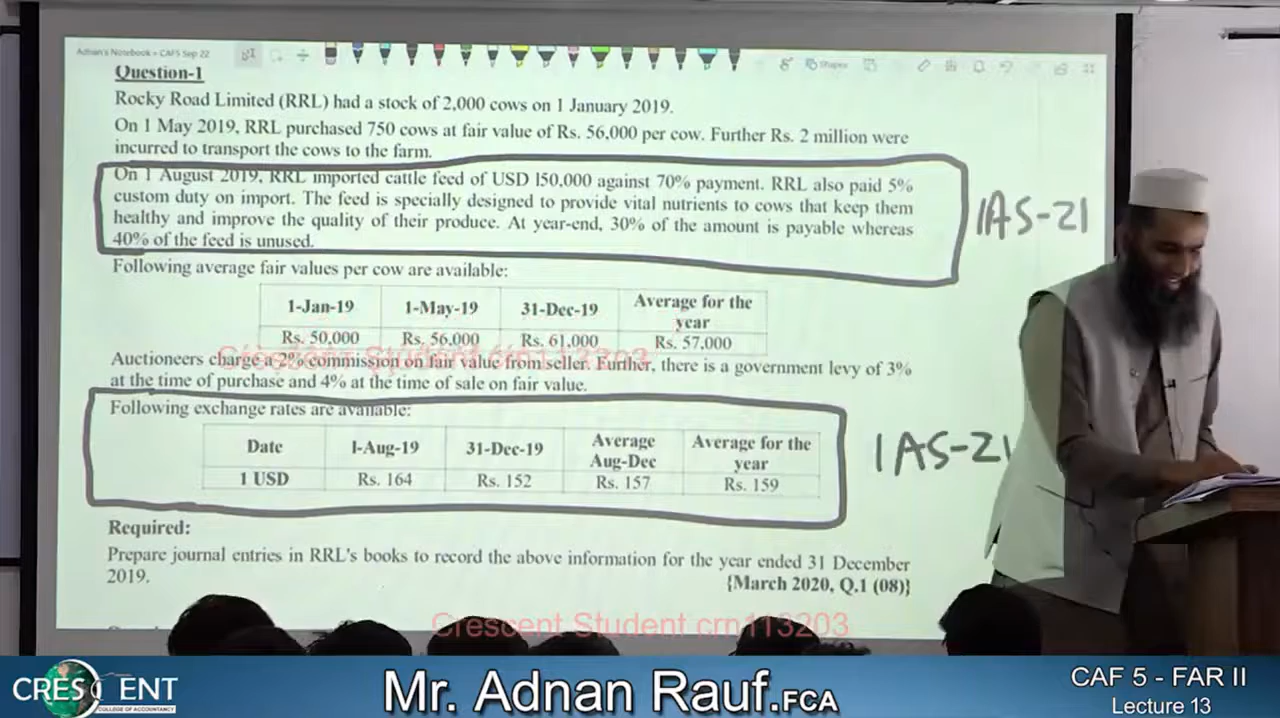 Adnan's Notebook » CAF5 Sep 22
Shapes
Question-1
Rocky Road Limited (RRL) had a stock of 2,000 cows on 1 January 2019.
On 1 May 2019, RRL purchased 750 cows at fair value of Rs. 56,000 per cow. Further Rs. 2 million were
incurred to transport the cows to the farm.
On 1 August 2019, RRL imported cattle feed of USD 150,000 against 70% payment. RRL also paid 5%
custom duty on import. The feed is specially designed to provide vital nutrients to cows that keep them
healthy and improve the quality of their produce. At year-end, 30% of the amount is payable whereas
40% of the feed is unused.
IAS-21
Following average fair values per cow are available:
1-Jan-19 1-May-19 31-Dec-19 Average for the
year
Rs. 50,000 Rs. 56,000 Rs. 61,000 Rs. 57,000
Crescent Student crn113203
Auctioneers charge a 2% commission on fair value from seller. Further, there is a government levy of 3%
at the time of purchase and 4% at the time of sale on fair value.
Following exchange rates are available:
Date 1-Aug-19 31-Dec-19 Average
Aug-Dec Average for the
year
1 USD Rs. 164 Rs. 152 Rs. 157 Rs. 159
IAS-21
Required:
Prepare journal entries in RRL's books to record the above information for the year ended 31 December
2019.
{March 2020, Q.1 (08)}
Crescent Student crn113203
CRESCENT
COLLEGE OF ACCOUNTANCY
Mr. Adnan Rauf.FCA
CAF 5 - FAR II
Lecture 13